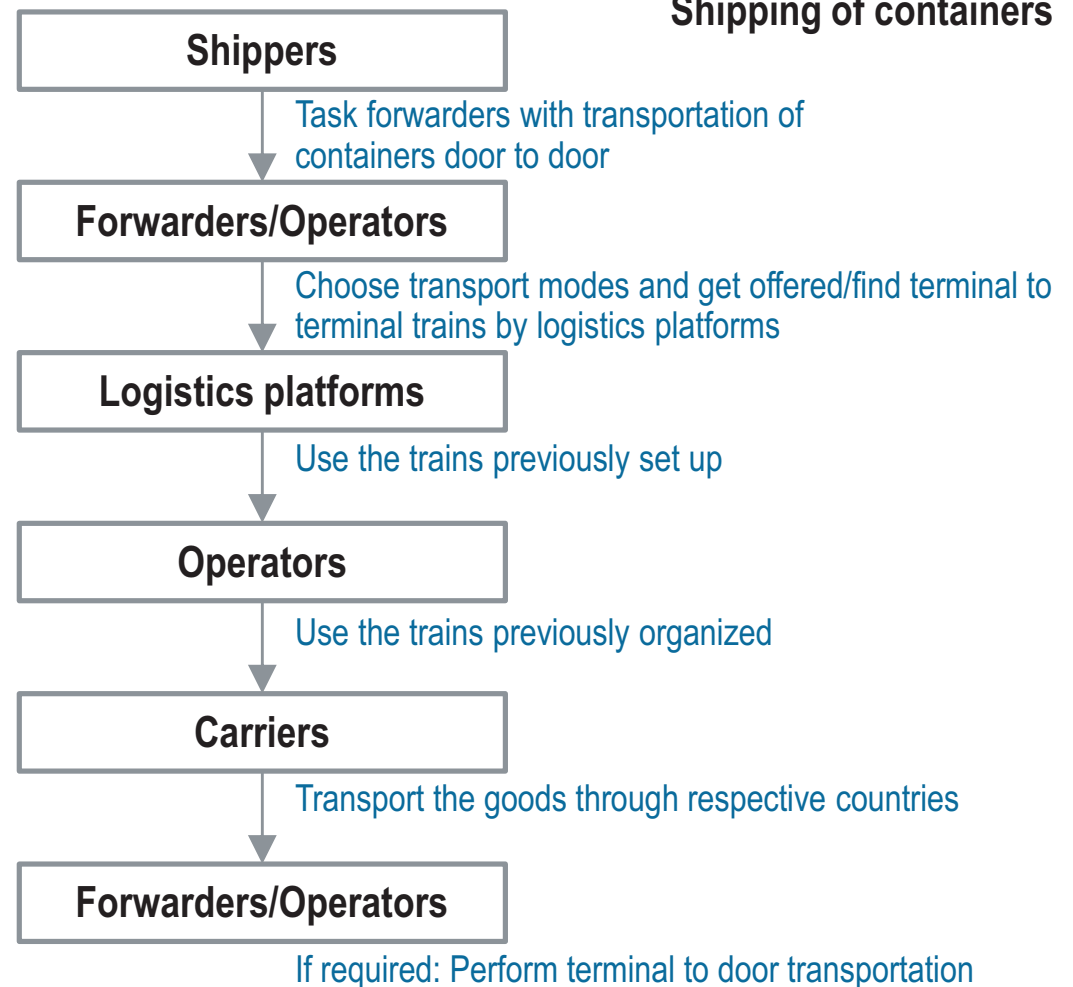 Shipping of containers
Shippers
Task forwarders with transportation of
containers door to door
Forwarders/Operators
Choose transport modes and get offered/find terminal to
terminal trains by logistics platforms
Logistics platforms
Use the trains previously set up
Operators
Use the trains previously organized
Carriers
Transport the goods through respective countries
Forwarders/Operators
If required: Perform terminal to door transportation